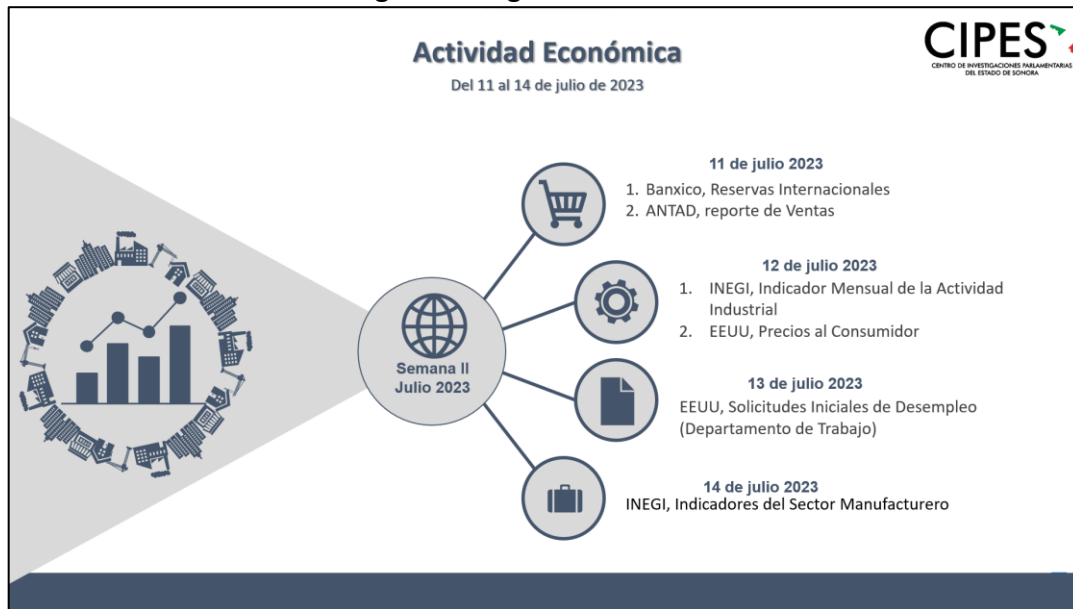 Actividad Económica
Del 11 al 14 de julio de 2023
CIPES
CENTRO DE INVESTIGACIONES PARLAMENTARIAS
DEL ESTADO DE SONORA
Semana II
Julio 2023
11 de julio 2023
1. Banxico, Reservas Internacionales
2. ANTAD, reporte de Ventas
12 de julio 2023
1. INEGI, Indicador Mensual de la Actividad
Industrial
2. EEUU, Precios al Consumidor
13 de julio 2023
EEUU, Solicitudes Iniciales de Desempleo
(Departamento de Trabajo)
14 de julio 2023
INEGI, Indicadores del Sector Manufacturero